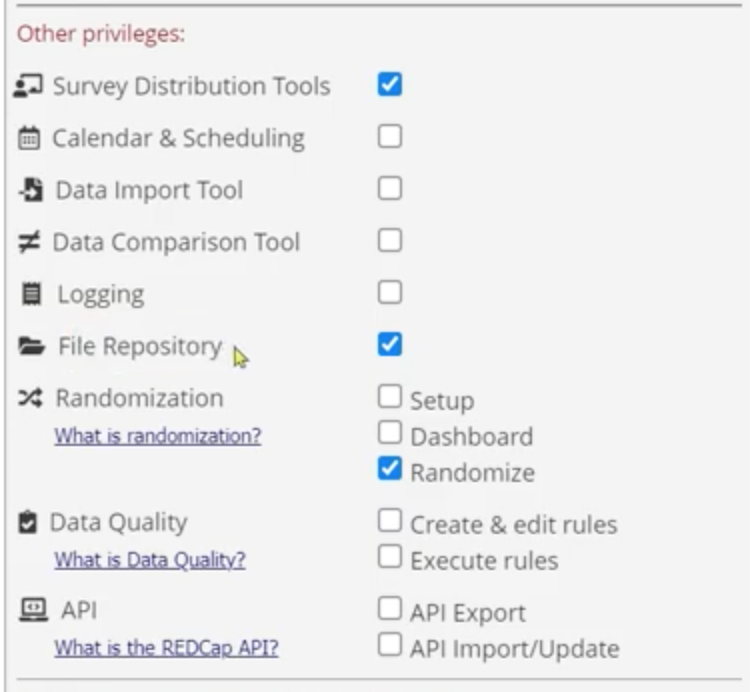 Other privileges:
Survey Distribution Tools
Calendar & Scheduling
Data Import Tool
Data Comparison Tool
Logging
File Repository
Randomization
Setup
What is randomization?
Dashboard
Randomize
Data Quality
Create & edit rules
What is Data Quality?
Execute rules
API
API Export
What is the REDCap API?
API Import/Update